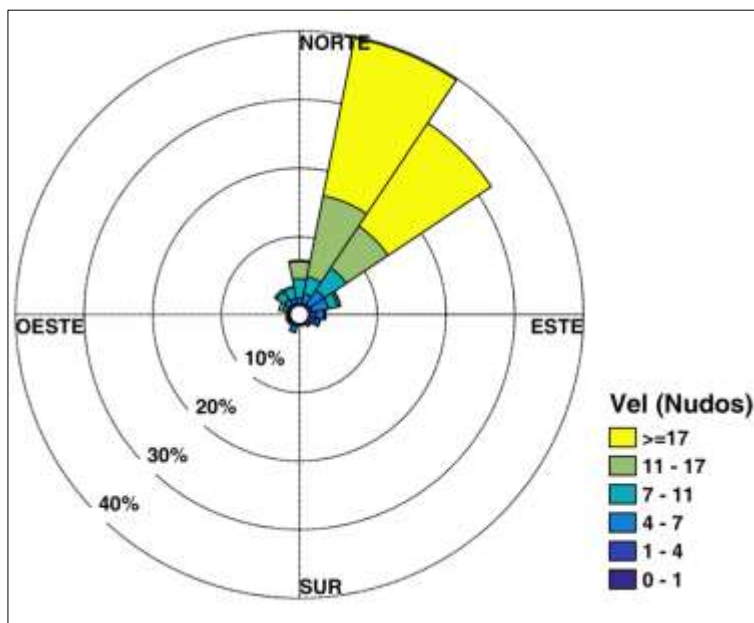 NORTE
OESTE
ESTE
10%
20%
30%
40%
SUR
Vel (Nudos)
>=17
11 - 17
7 - 11
4 - 7
1 - 4
0 - 1